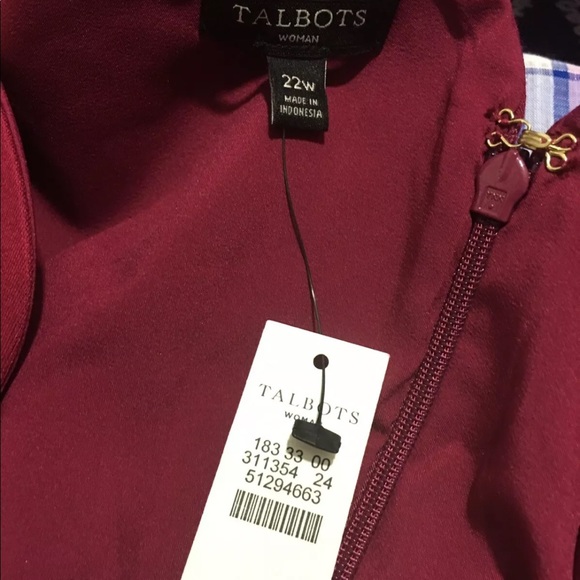 TALBOTS
WOMAN
22W
MADE IN
INDONESIA
T
TALBOTS
183 33 00
311354 24
51294663